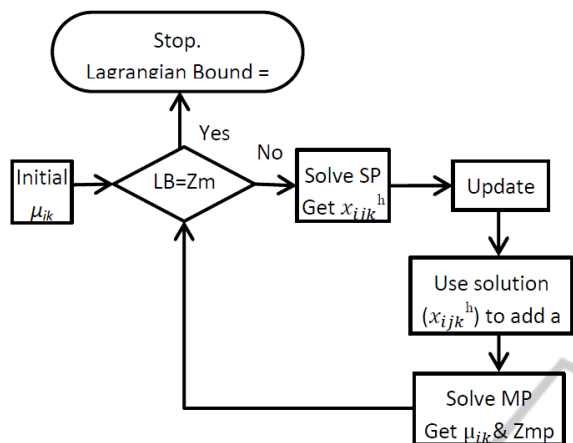 Stop.
Lagrangian Bound =
Yes
No
Initial
μᵢₖ
LB=Zm
Solve SP
Get xᵢⱼₖʰ
Update
Use solution
(xᵢⱼₖʰ) to add a
Solve MP
Get μᵢₖ& Zmp